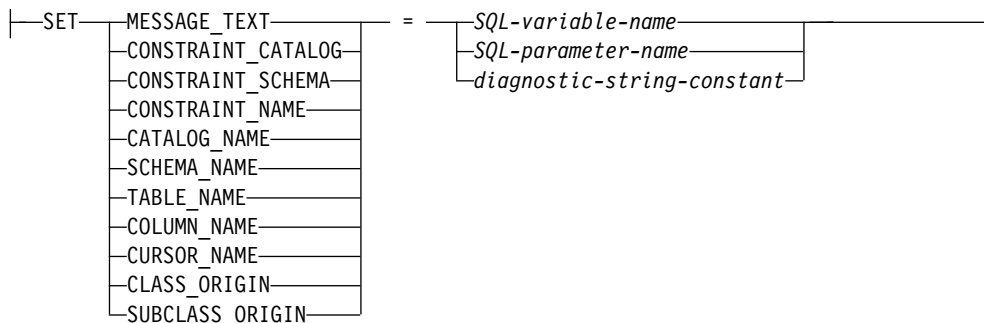 SET MESSAGE_TEXT = SQL-variable-name
CONSTRAINT_CATALOG SQL-parameter-name
CONSTRAINT_SCHEMA diagnostic-string-constant
CONSTRAINT_NAME
CATALOG_NAME
SCHEMA_NAME
TABLE_NAME
COLUMN_NAME
CURSOR_NAME
CLASS_ORIGIN
SUBCLASS ORIGIN